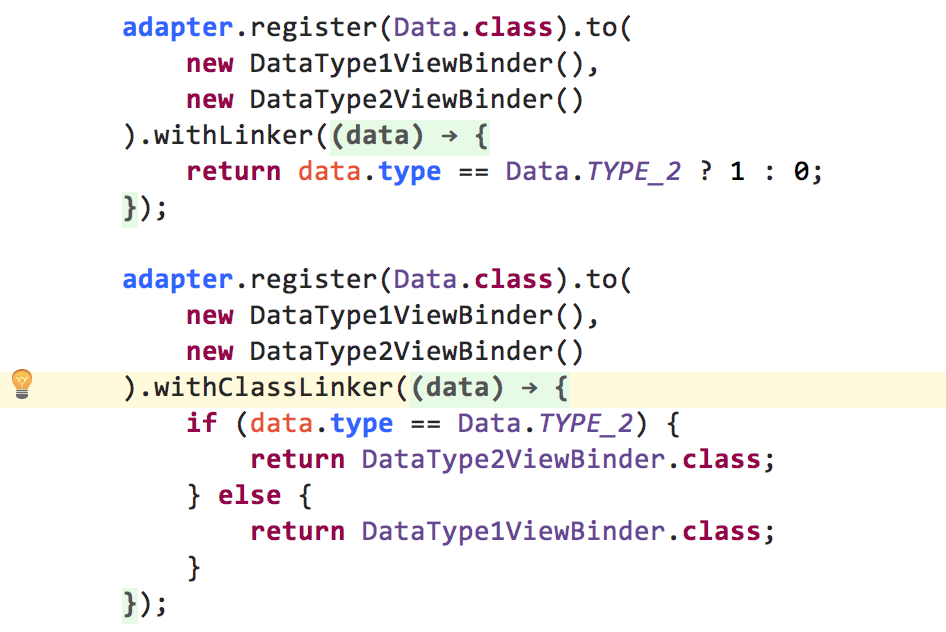 adapter.register(Data.class).to(
    new DataType1ViewBinder(),
    new DataType2ViewBinder()
).withLinker((data) → {
    return data.type == Data.TYPE_2 ? 1 : 0;
});

adapter.register(Data.class).to(
    new DataType1ViewBinder(),
    new DataType2ViewBinder()
).withClassLinker((data) → {
    if (data.type == Data.TYPE_2) {
        return DataType2ViewBinder.class;
    } else {
        return DataType1ViewBinder.class;
    }
});